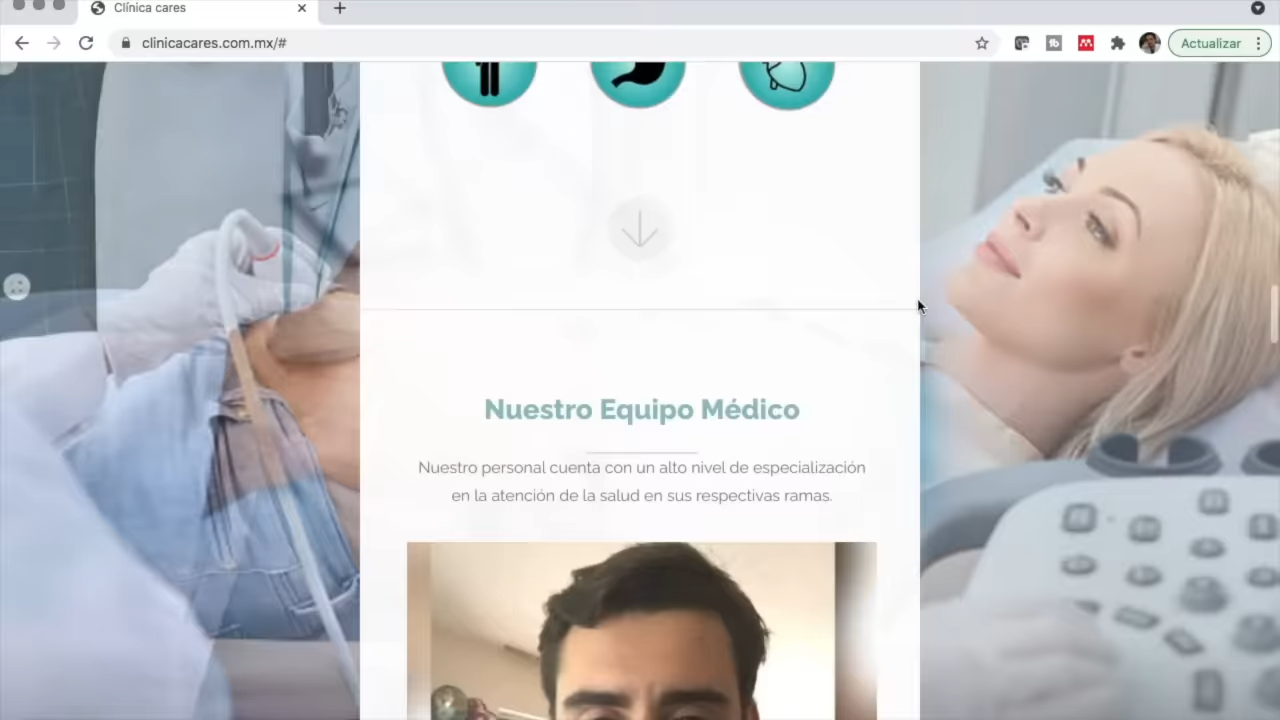 Clínica cares
clinicacares.com.mx/#
Actualizar
Nuestro Equipo Médico
Nuestro personal cuenta con un alto nivel de especialización
en la atención de la salud en sus respectivas ramas.